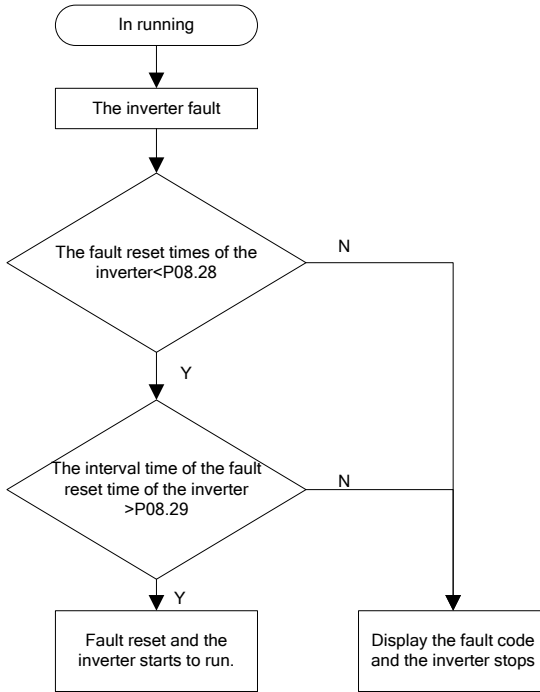 In running
The inverter fault
The fault reset times of the
inverter<P08.28
N
Y
The interval time of the fault
reset time of the inverter
>P08.29
N
Y
Fault reset and the
inverter starts to run.
Display the fault code
and the inverter stops